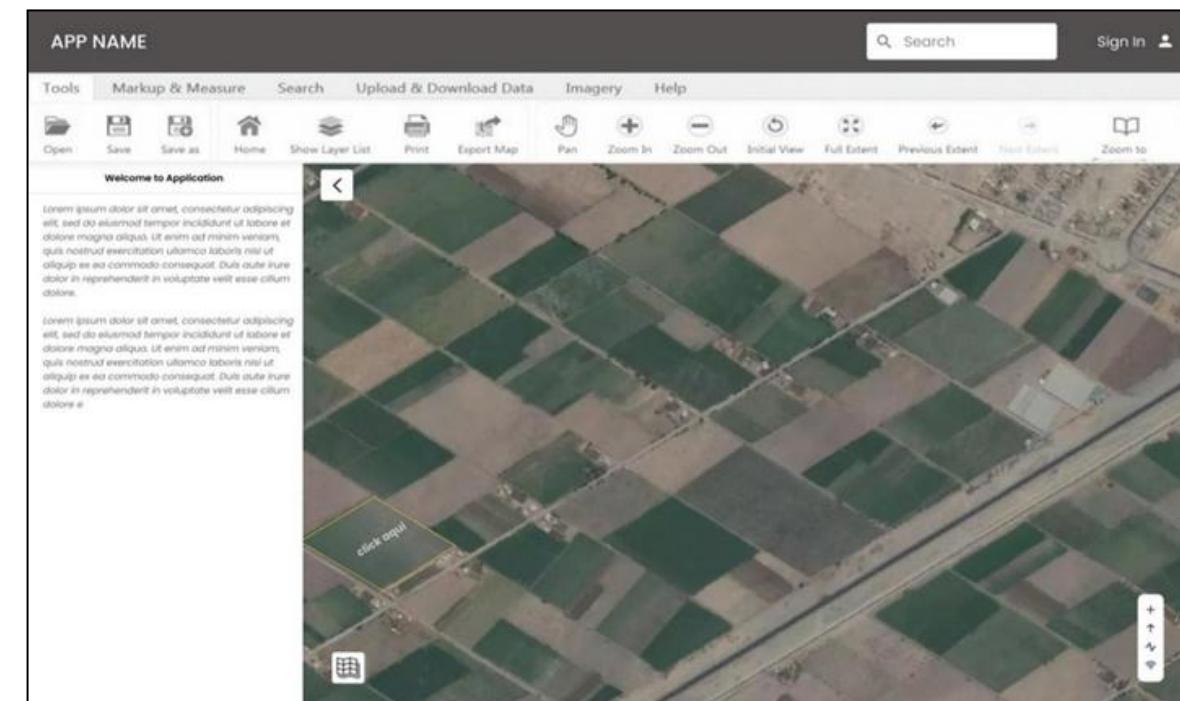 APP NAME
Search
Sign In
Tools Markup & Measure Search Upload & Download Data Imagery Help
Open Save Save as Home Show Layer List Print Export Map Pan Zoom In Zoom Out Initial View Full Extent Previous Extent Next Extent Zoom to
Welcome to Application
Lorem ipsum dolor sit amet, consectetur adipiscing
elit, sed do eiusmod tempor incididunt ut labore et
dolore magna aliqua. Ut enim ad minim veniam,
quis nostrud exercitation ullamco laboris nisi ut
aliquip ex ea commodo consequat. Duis aute irure
dolor in reprehenderit in voluptate velit esse cillum
dolore.
Lorem ipsum dolor sit amet, consectetur adipiscing
elit, sed do eiusmod tempor incididunt ut labore et
dolore magna aliqua. Ut enim ad minim veniam,
quis nostrud exercitation ullamco laboris nisi ut
aliquip ex ea commodo consequat. Duis aute irure
dolor in reprehenderit in voluptate velit esse cillum
dolore e
click aqui